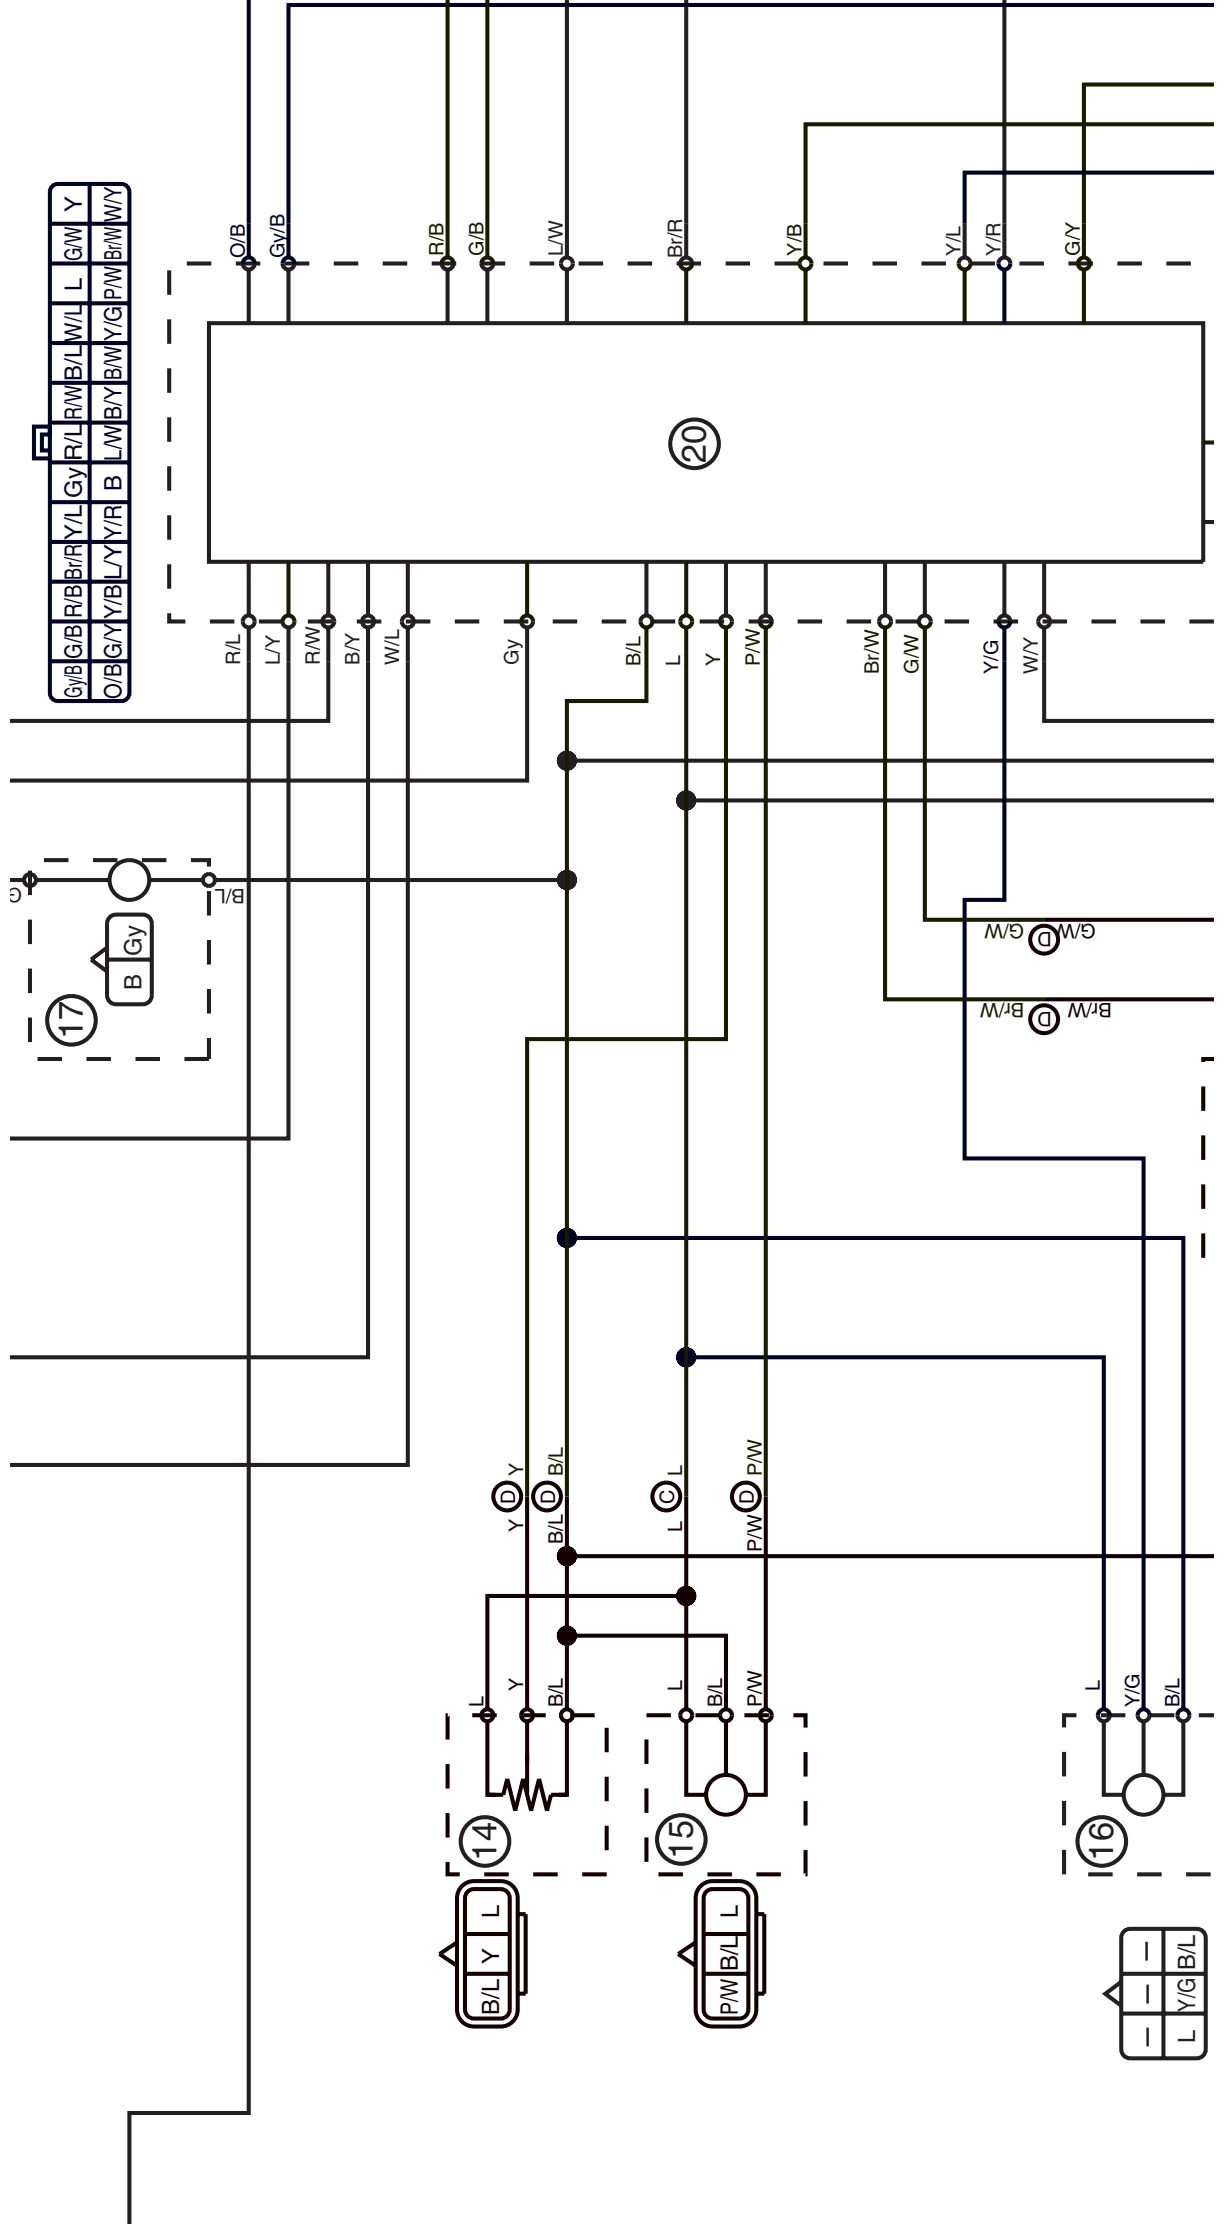 Gy/B G/B R/B Br/R Y/L Gy R/L R/W B/L W/L L G/W Y
O/B G/Y Y/B L/Y Y/R B L/W B/Y B/W Y/G P/W Br/W W/Y
O/B
Gy/B
R/B
G/B
L/W
Br/R
Y/B
Y/L
Y/R
G/Y
20
R/L
L/Y
R/W
B/Y
W/L
Gy
B/L
L
Y
P/W
Br/W
G/W
Y/G
W/Y
G
B/L
B Gy
17
G/W
D
G/W
Br/W
D
Br/W
Y
B/L
L
P/W
D
D
C
D
Y
B/L
L
P/W
L
Y
B/L
L
B/L
P/W
L
Y/G
B/L
14
15
16
B/L Y L
P/W B/L L
– – –
L Y/G B/L